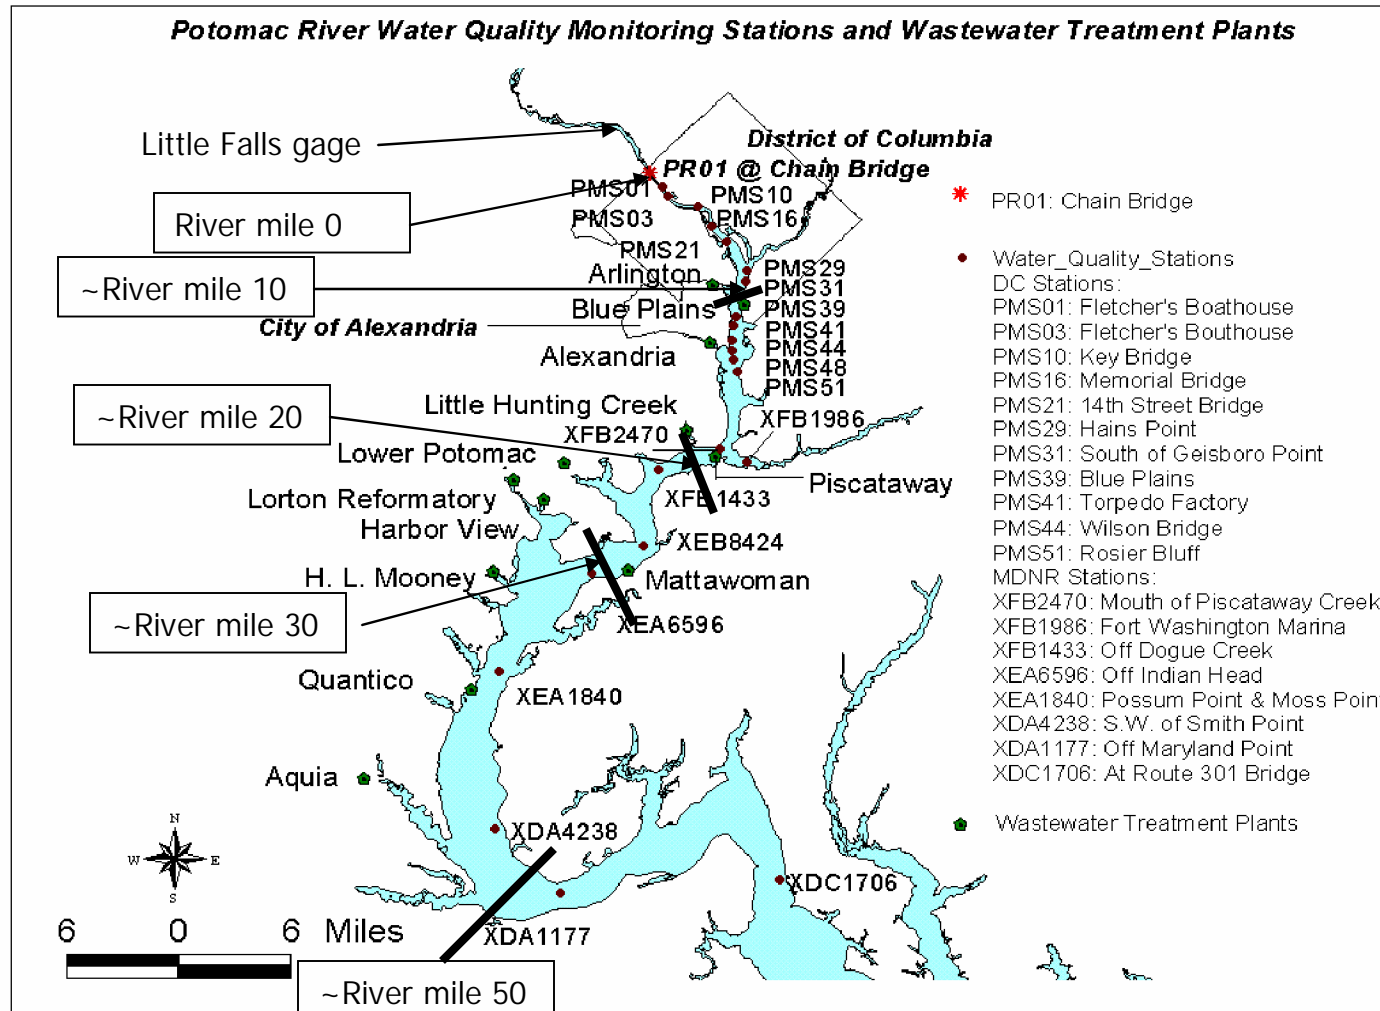 Potomac River Water Quality Monitoring Stations and Wastewater Treatment Plants
Little Falls gage
District of Columbia
PR01 @ Chain Bridge
River mile 0
PMS01
PMS10
PMS03
PMS16
PMS21
~River mile 10
Arlington
PMS29
PMS31
Blue Plains
PMS39
City of Alexandria
PMS41
Alexandria
PMS44
PMS48
PMS51
~River mile 20
Little Hunting Creek
XFB1986
XFB2470
Lower Potomac
Piscataway
Lorton Reformatory
XFB1433
Harbor View
XEB8424
H. L. Mooney
Mattawoman
~River mile 30
XEA6596
Quantico
XEA1840
Aquia
XDA4238
XDC1706
XDA1177
~River mile 50
N
W
E
S
6 0 6 Miles
PR01: Chain Bridge
Water_Quality_Stations
DC Stations:
PMS01: Fletcher's Boathouse
PMS03: Fletcher's Bouthouse
PMS10: Key Bridge
PMS16: Memorial Bridge
PMS21: 14th Street Bridge
PMS29: Hains Point
PMS31: South of Geisboro Point
PMS39: Blue Plains
PMS41: Torpedo Factory
PMS44: Wilson Bridge
PMS51: Rosier Bluff
MDNR Stations:
XFB2470: Mouth of Piscataway Creek
XFB1986: Fort Washington Marina
XFB1433: Off Dogue Creek
XEA6596: Off Indian Head
XEA1840: Possum Point & Moss Point
XDA4238: S.W. of Smith Point
XDA1177: Off Maryland Point
XDC1706: At Route 301 Bridge
Wastewater Treatment Plants